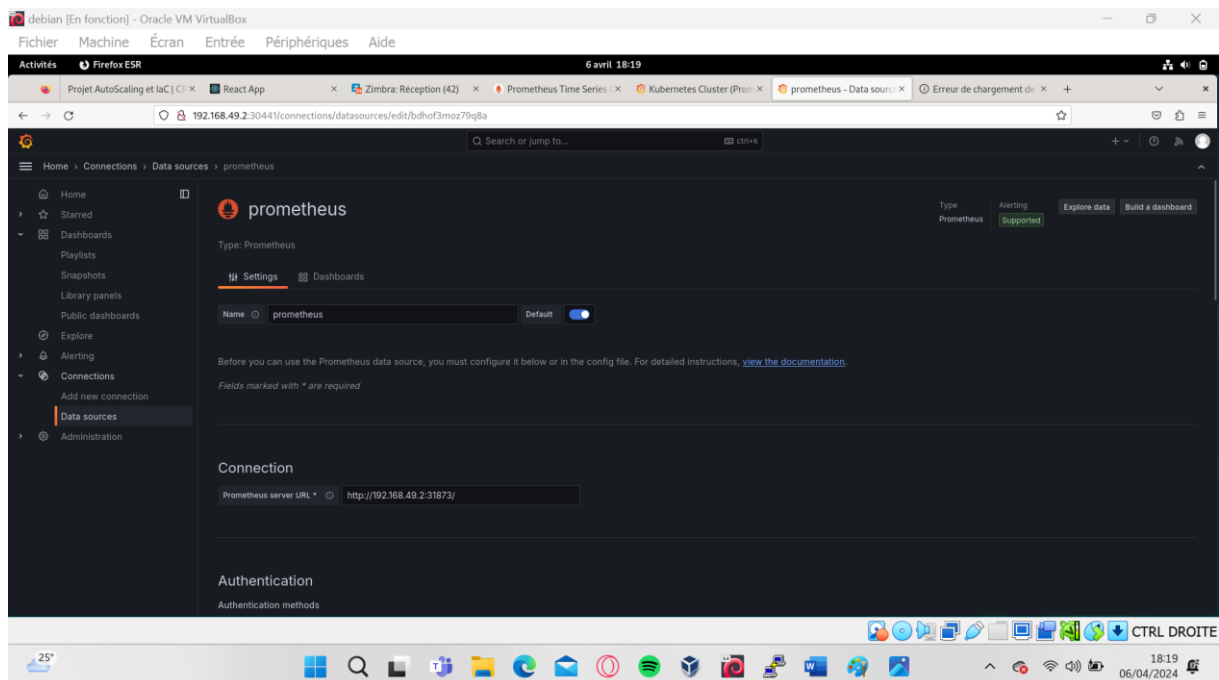 debian [En fonction] - Oracle VM VirtualBox
Fichier Machine Écran Entrée Périphériques Aide
Activités Firefox ESR 6 avril 18:19
Projet AutoScaling et IaC | CR React App Zimbra: Réception (42) Prometheus Time Series Kubernetes Cluster (Prom prometheus - Data sourc Erreur de chargement de
192.168.49.2:30441/connections/datasources/edit/bdhof3moz79q8a
Search or jump to... ctrl+k
Home › Connections › Data sources › prometheus
Home
Starred
Dashboards
Playlists
Snapshots
Library panels
Public dashboards
Explore
Alerting
Connections
Add new connection
Data sources
Administration
prometheus
Type Alerting Explore data Build a dashboard
Prometheus Supported
Type: Prometheus
Settings Dashboards
Name prometheus Default
Before you can use the Prometheus data source, you must configure it below or in the config file. For detailed instructions, view the documentation.
Fields marked with * are required
Connection
Prometheus server URL * http://192.168.49.2:31873/
Authentication
Authentication methods
CTRL DROITE
25°
18:19
06/04/2024